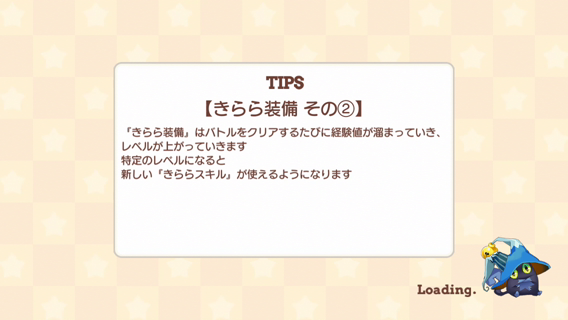 TIPS
【きらら装備 その②】
「きらら装備」はバトルをクリアするたびに経験値が溜まっていき、
レベルが上がっていきます
特定のレベルになると
新しい「きららスキル」が使えるようになります
Loading.